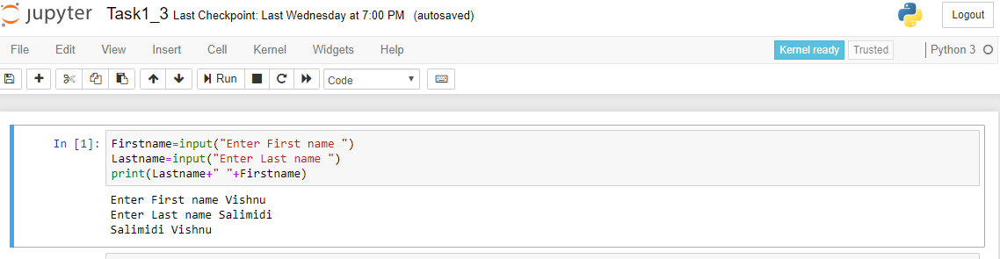 jupyter Task1_3 Last Checkpoint: Last Wednesday at 7:00 PM (autosaved) Logout
File Edit View Insert Cell Kernel Widgets Help Kernel ready Trusted Python 3
Run Code
In [1]: Firstname=input("Enter First name ")
Lastname=input("Enter Last name ")
print(Lastname+" "+Firstname)
Enter First name Vishnu
Enter Last name Salimidi
Salimidi Vishnu